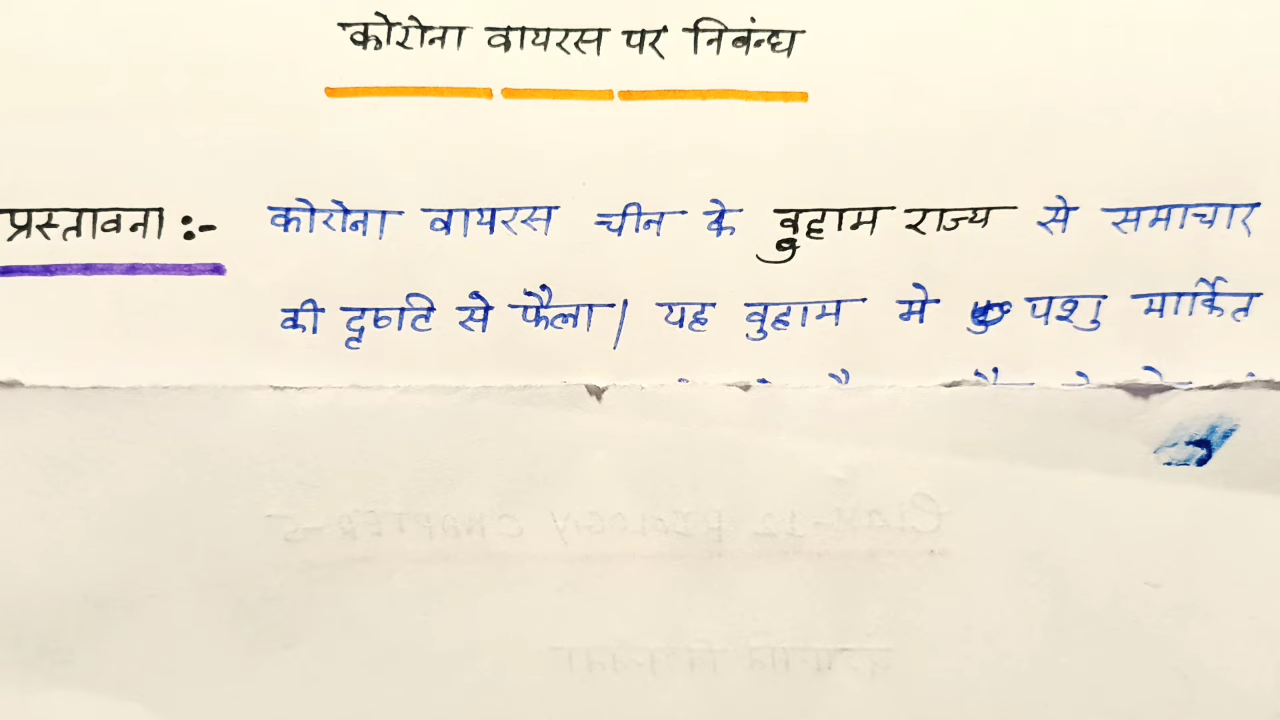 कोरोना वायरस पर निबंन्ध
प्रस्तावना :- कोरोना वायरस चीन के वुहाम राज्य से समाचार
की दृष्टि से फैला। यह वुहाम मे पशु मार्कित